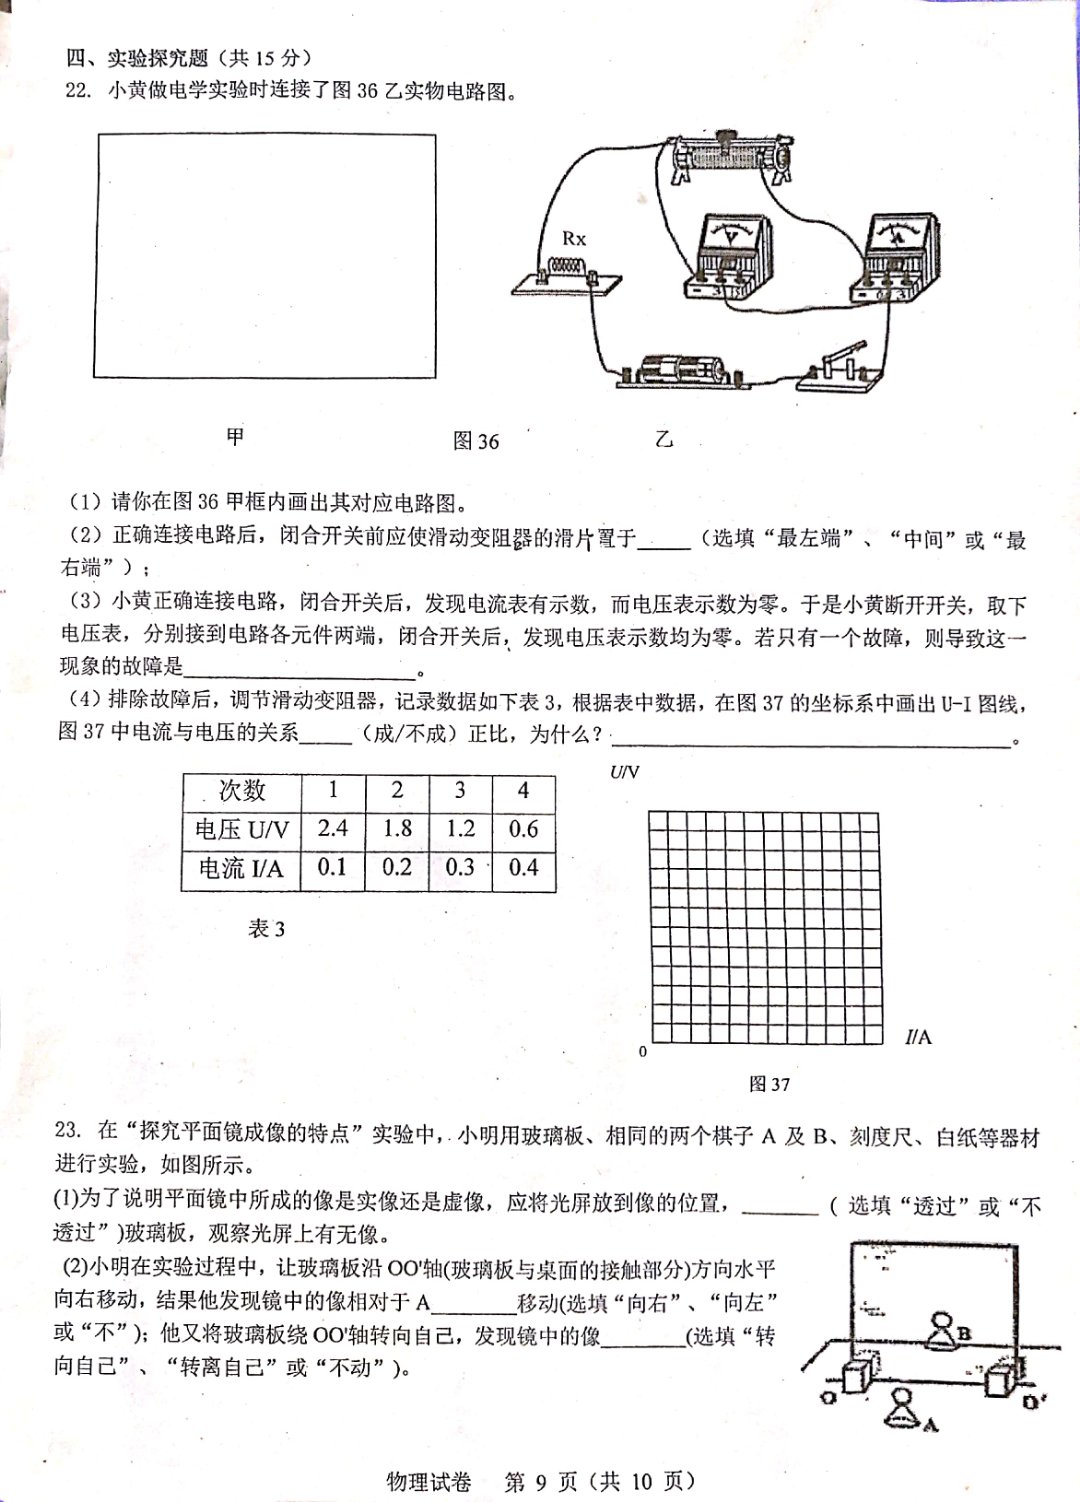 四、实验探究题（共 15 分）
22. 小黄做电学实验时连接了图 36 乙实物电路图。
Rx
V
A
甲
图 36
乙
（1）请你在图 36 甲框内画出其对应电路图。
（2）正确连接电路后，闭合开关前应使滑动变阻器的滑片置于_____（选填“最左端”、“中间”或“最
右端”）；
（3）小黄正确连接电路，闭合开关后，发现电流表有示数，而电压表示数为零。于是小黄断开开关，取下
电压表，分别接到电路各元件两端，闭合开关后，发现电压表示数均为零。若只有一个故障，则导致这一
现象的故障是______________________。
（4）排除故障后，调节滑动变阻器，记录数据如下表 3，根据表中数据，在图 37 的坐标系中画出 U-I 图线，
图 37 中电流与电压的关系_____（成/不成）正比，为什么？______________________________________。
次数 1 2 3 4
电压 U/V 2.4 1.8 1.2 0.6
电流 I/A 0.1 0.2 0.3 0.4
表 3
U/V
0
I/A
图 37
23. 在“探究平面镜成像的特点”实验中，小明用玻璃板、相同的两个棋子 A 及 B、刻度尺、白纸等器材
进行实验，如图所示。
(1)为了说明平面镜中所成的像是实像还是虚像，应将光屏放到像的位置，________（ 选填“透过”或“不
透过”)玻璃板，观察光屏上有无像。
(2)小明在实验过程中，让玻璃板沿 OO'轴(玻璃板与桌面的接触部分)方向水平
向右移动，结果他发现镜中的像相对于 A________移动(选填“向右”、“向左”
或“不”)；他又将玻璃板绕 OO'轴转向自己，发现镜中的像________(选填“转
向自己”、“转离自己”或“不动”)。
B
O
O'
A
物理试卷 第 9 页（共 10 页）